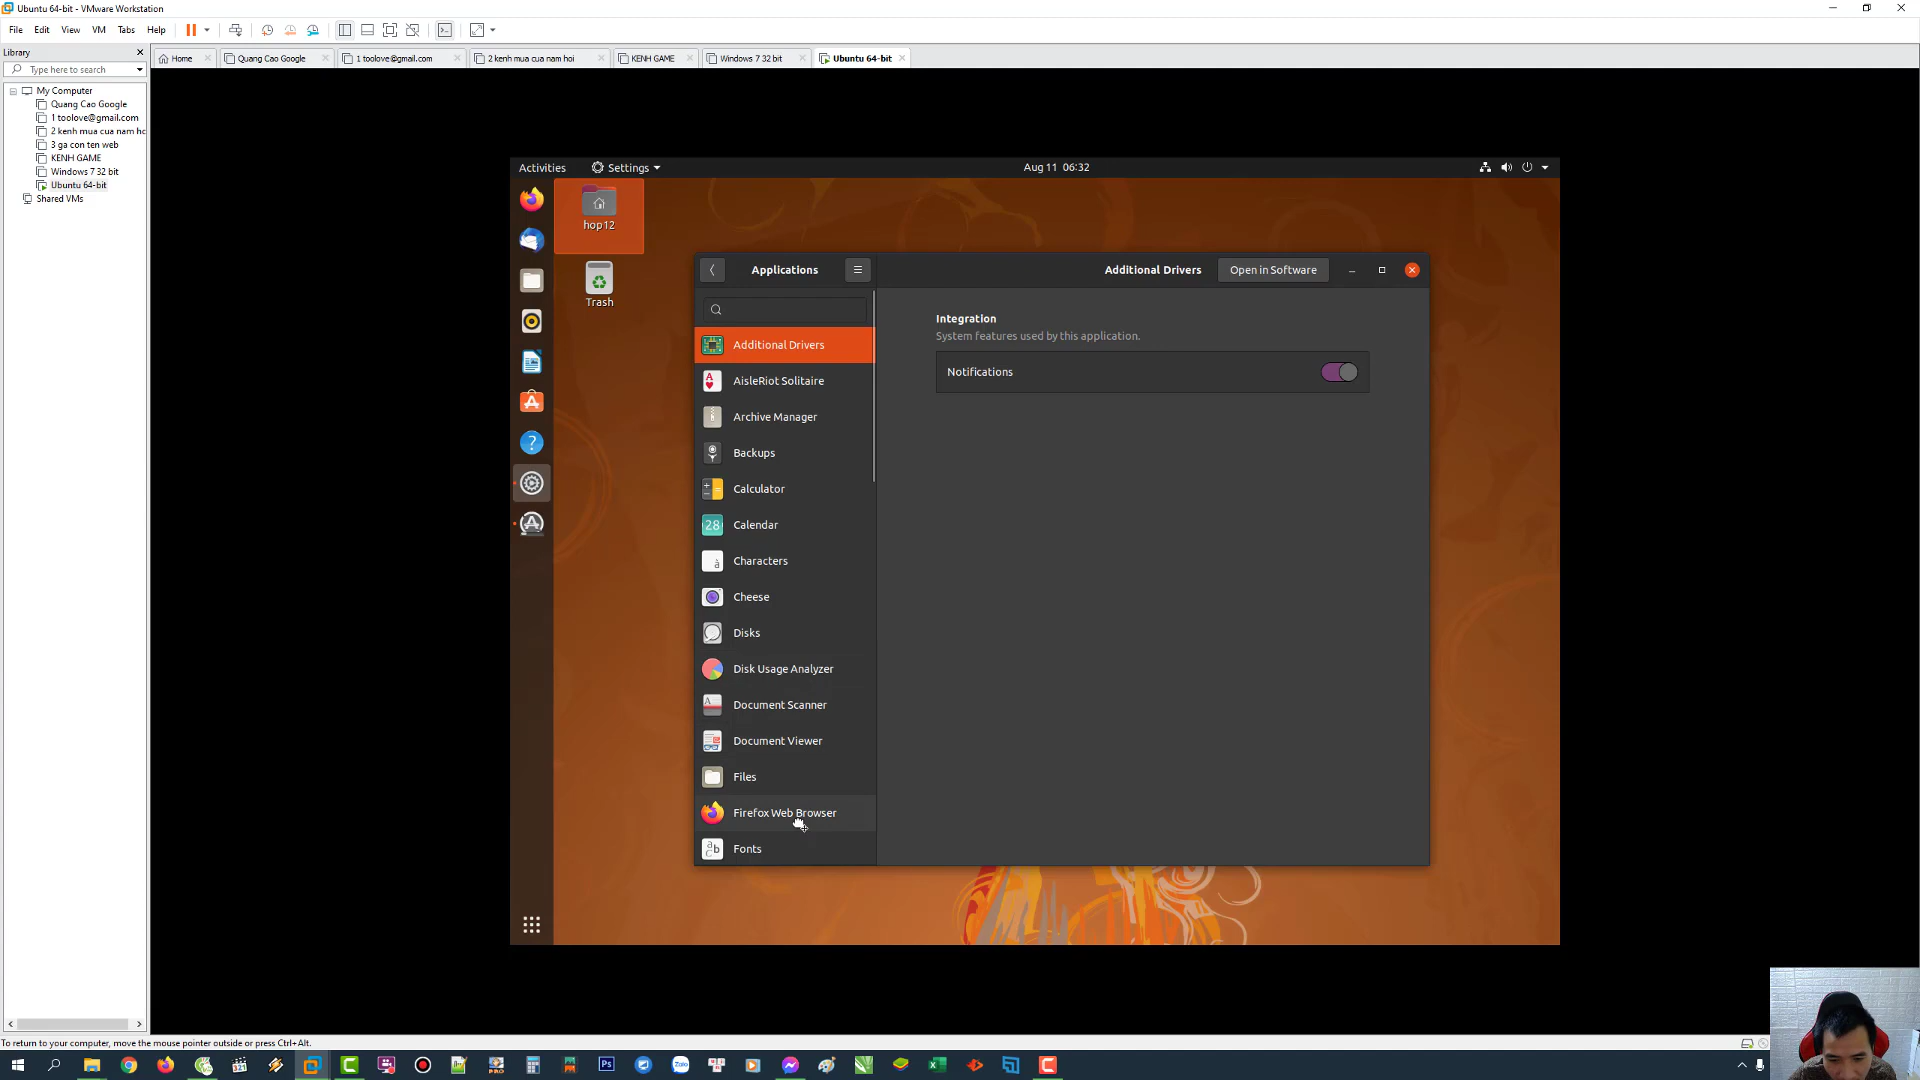 Ubuntu 64-bit - VMware Workstation
File Edit View VM Tabs Help
Library
Type here to search
My Computer
Quang Cao Google
1 toolove@gmail.com
2 kenh mua cua nam ho
3 ga con ten web
KENH GAME
Windows 7 32 bit
Ubuntu 64-bit
Shared VMs
Home
Quang Cao Google
1 toolove@gmail.com
2 kenh mua cua nam hoi
KENH GAME
Windows 7 32 bit
Ubuntu 64-bit
Activities
Settings
Aug 11 06:32
hop12
Trash
Applications
Additional Drivers
Open in Software
Additional Drivers
AisleRiot Solitaire
Archive Manager
Backups
Calculator
28 Calendar
Characters
Cheese
Disks
Disk Usage Analyzer
Document Scanner
Document Viewer
Files
Firefox Web Browser
Fonts
Integration
System features used by this application.
Notifications
To return to your computer, move the mouse pointer outside or press Ctrl+Alt.
321
Ps
Zalo